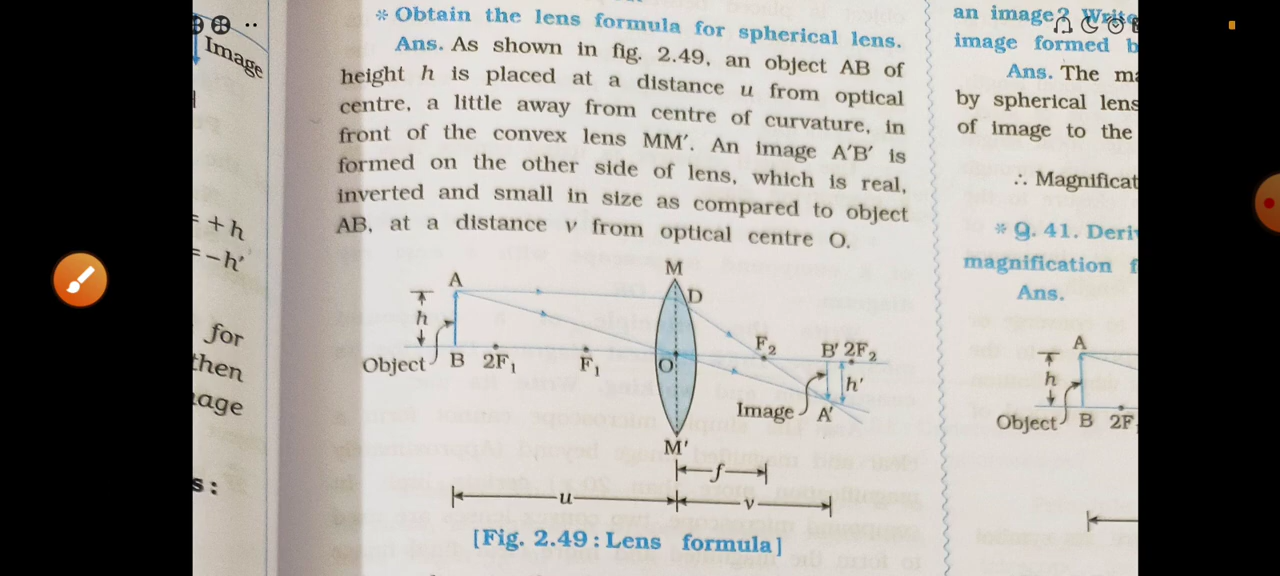 Image
= +h
= -h'
for
then
s :
* Obtain the lens formula for spherical lens.
Ans. As shown in fig. 2.49, an object AB of
height h is placed at a distance u from optical
centre, a little away from centre of curvature, in
front of the convex lens MM′. An image A′B′ is
formed on the other side of lens, which is real,
inverted and small in size as compared to object
AB, at a distance v from optical centre O.
M
A
D
h
F₂
B′ 2F₂
Object B 2F₁ F₁ O
h′
Image A′
M′
f
u
v
[Fig. 2.49 : Lens formula]
an image? Write
image formed b
Ans. The ma
by spherical lens
of image to the
∴ Magnificat
* Q. 41. Deriv
magnification f
Ans.
A
h
Object B 2F